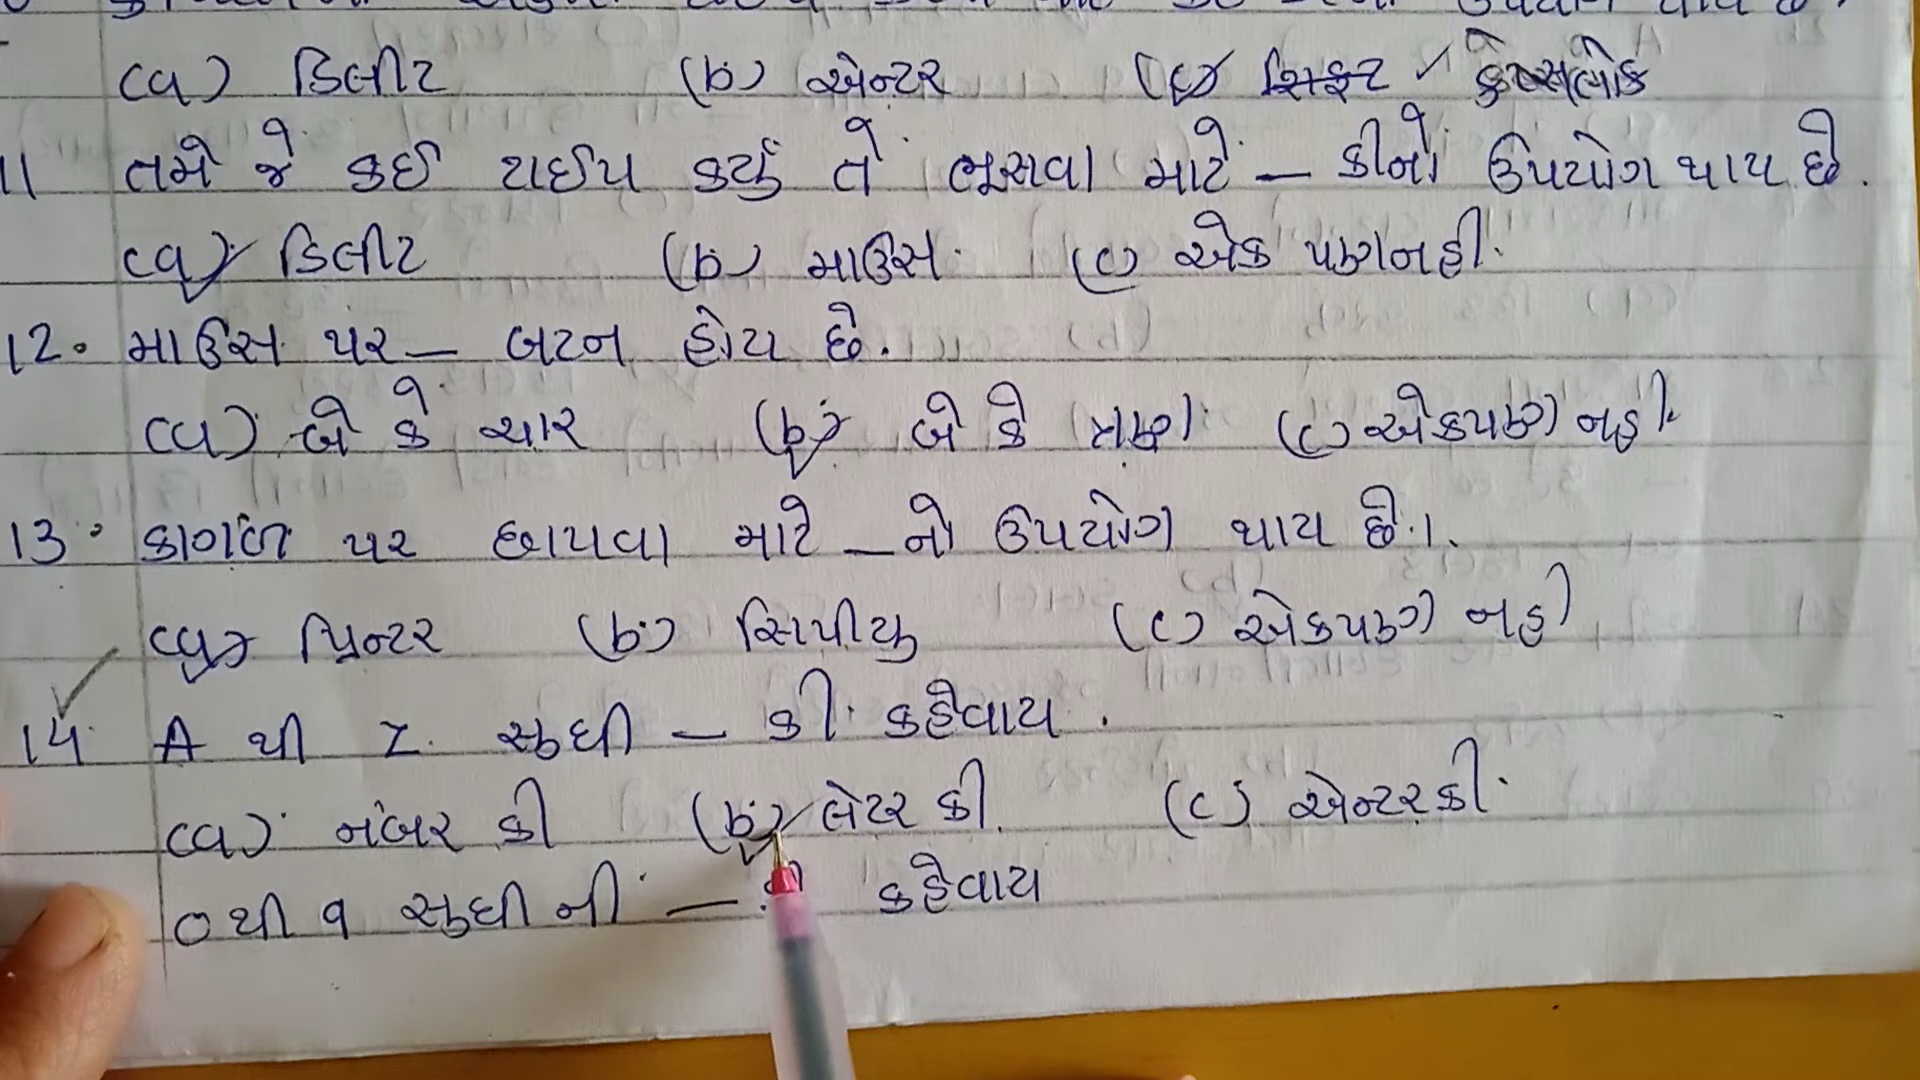 (a) ડિલીટ (b) એન્ટર (c) શિફ્ટ ✓ કેપ્સલોક
11 તમે જે કઈ ટાઈપ કર્યું તે ભૂસવા માટે — કીનો ઉપયોગ થાય છે.
(a) ડિલીટ (b) માઉસ (c) એક પણ નહી.
12. માઉસ પર — બટન હોય છે.
(a) બે કે ચાર (b) બે કે ત્રણ (c) એકપણ નહી.
13. કાગળ પર છાપવા માટે — નો ઉપયોગ થાય છે.
(a) પ્રિન્ટર (b) સિપીયુ (c) એકપણ નહી
14 A થી Z સુધી — કી કહેવાય.
(a) નંબર કી (b) લેટર કી (c) એન્ટર કી.
0 થી 9 સુધી ની — કહેવાય